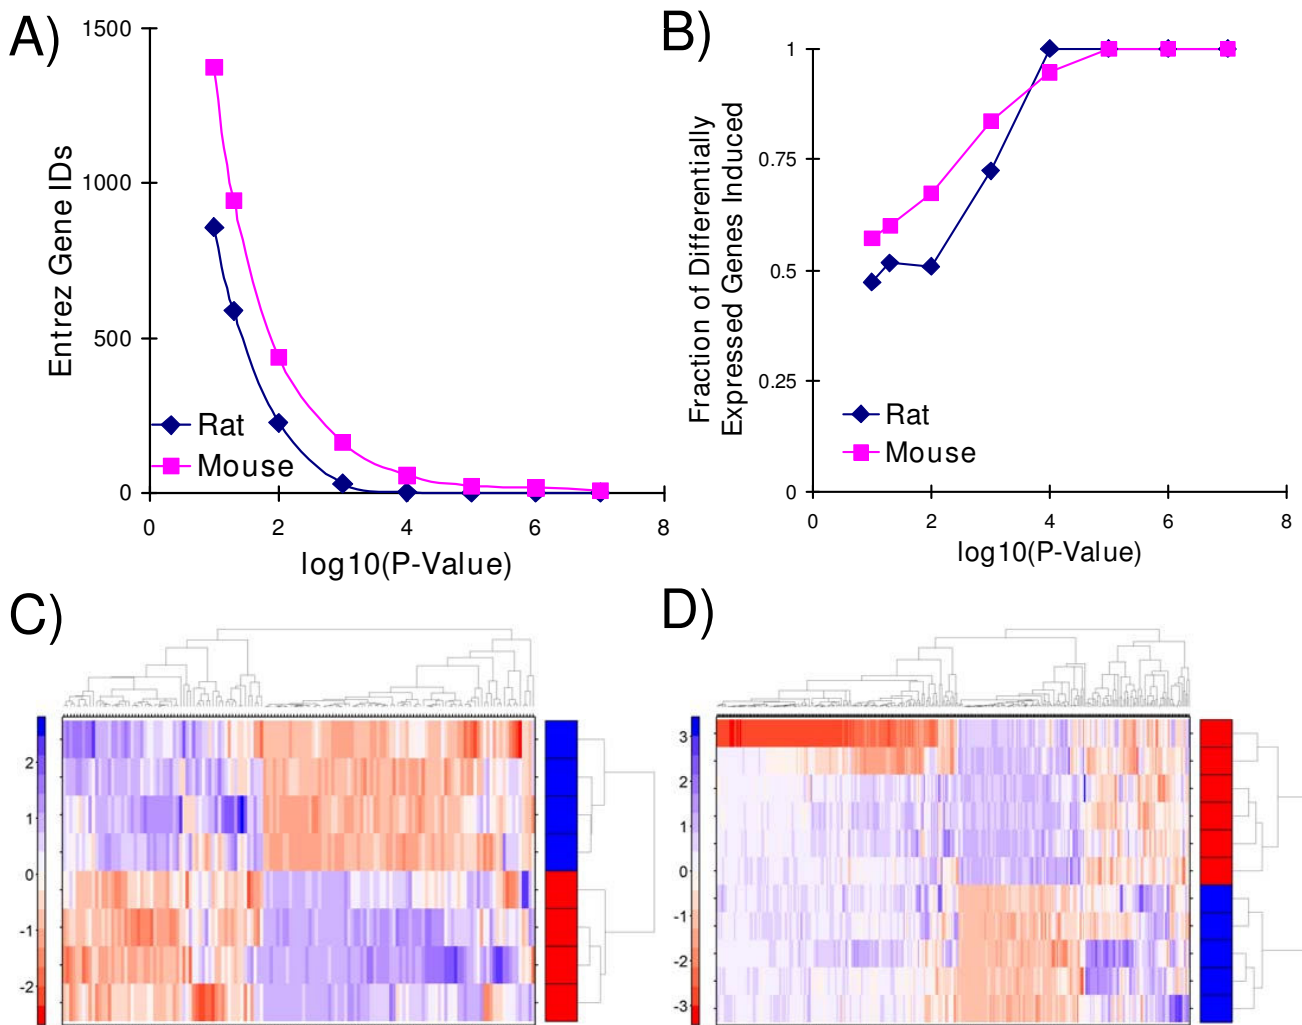 A)
1500
1000
500
0
Entrez Gene IDs
Rat
Mouse
0 2 4 6 8
log10(P-Value)
B)
1
0.75
0.5
0.25
0
Fraction of Differentially
Expressed Genes Induced
Rat
Mouse
0 2 4 6 8
log10(P-Value)
C)
2
1
0
-1
-2
D)
3
2
1
0
-1
-2
-3